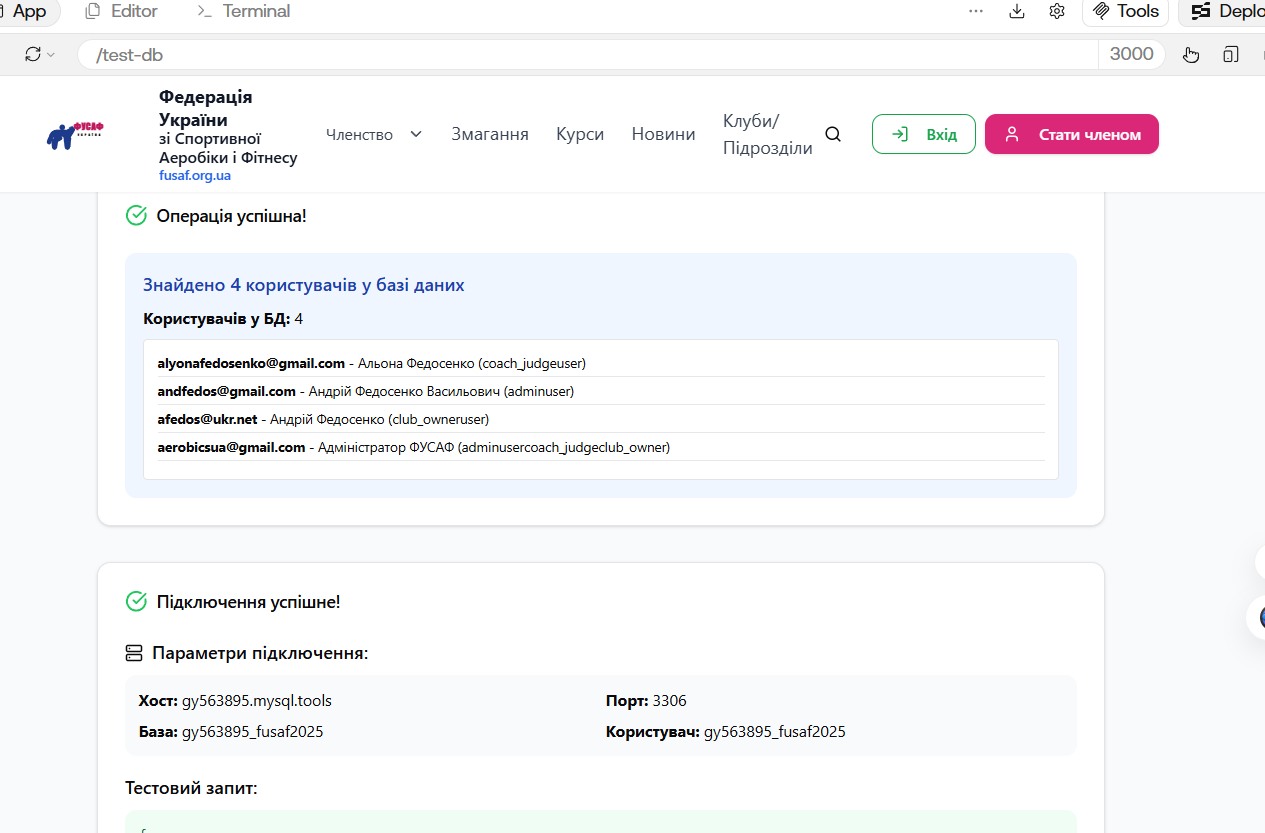 App
Editor
>_ Terminal
...
Tools
Deplo
/test-db
3000
ФУСАФ
УКРАЇНА
Федерація
України
зі Спортивної
Аеробіки і Фітнесу
fusaf.org.ua
Членство
Змагання
Курси
Новини
Клуби/
Підрозділи
Вхід
Стати членом
Операція успішна!
Знайдено 4 користувачів у базі даних
Користувачів у БД: 4
alyonafedosenko@gmail.com - Альона Федосенко (coach_judgeuser)
andfedos@gmail.com - Андрій Федосенко Васильович (adminuser)
afedos@ukr.net - Андрій Федосенко (club_owneruser)
aerobicsua@gmail.com - Адміністратор ФУСАФ (adminusercoach_judgeclub_owner)
Підключення успішне!
Параметри підключення:
Хост: gy563895.mysql.tools
Порт: 3306
База: gy563895_fusaf2025
Користувач: gy563895_fusaf2025
Тестовий запит: